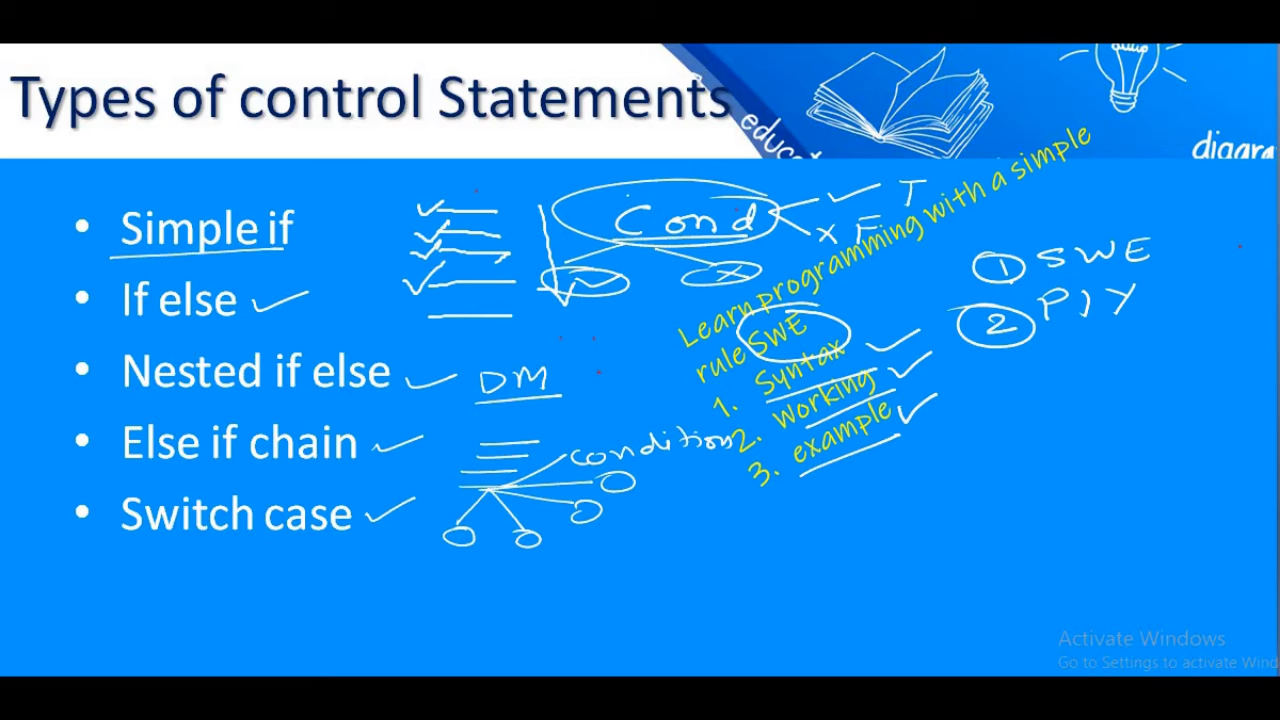 Types of control Statements
educat
diagra
• Simple if
• If else
• Nested if else
• Else if chain
• Switch case
Cond
T
F
DM
condition
Learn programming with a simple
rule SWE
1. Syntax
2. working
3. example
1 SWE
2
Activate Windows
Go to Settings to activate Wind